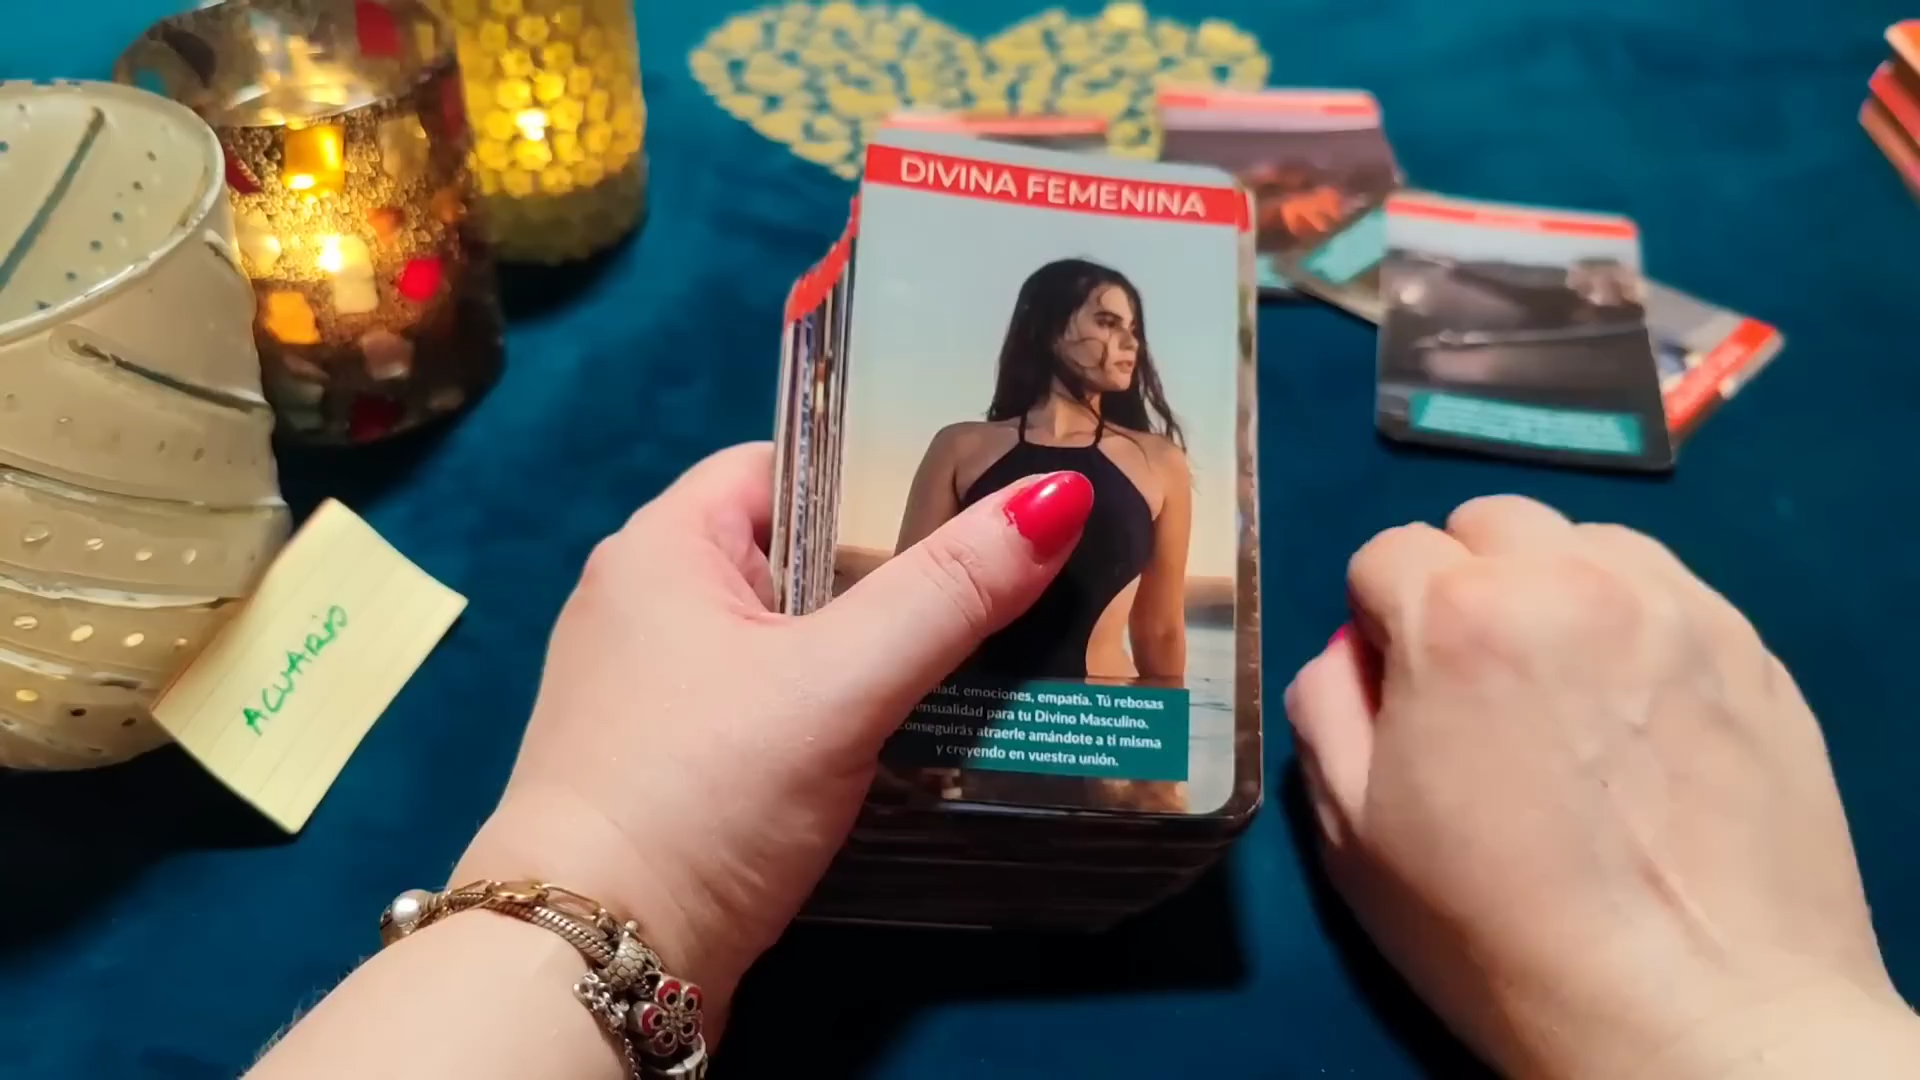 DIVINA FEMENINA
emociones, empatía. Tú rebosas
sensualidad para tu Divino Masculino.
conseguirás atraerle amándote a ti misma
y creyendo en vuestra unión.
ACUARIO